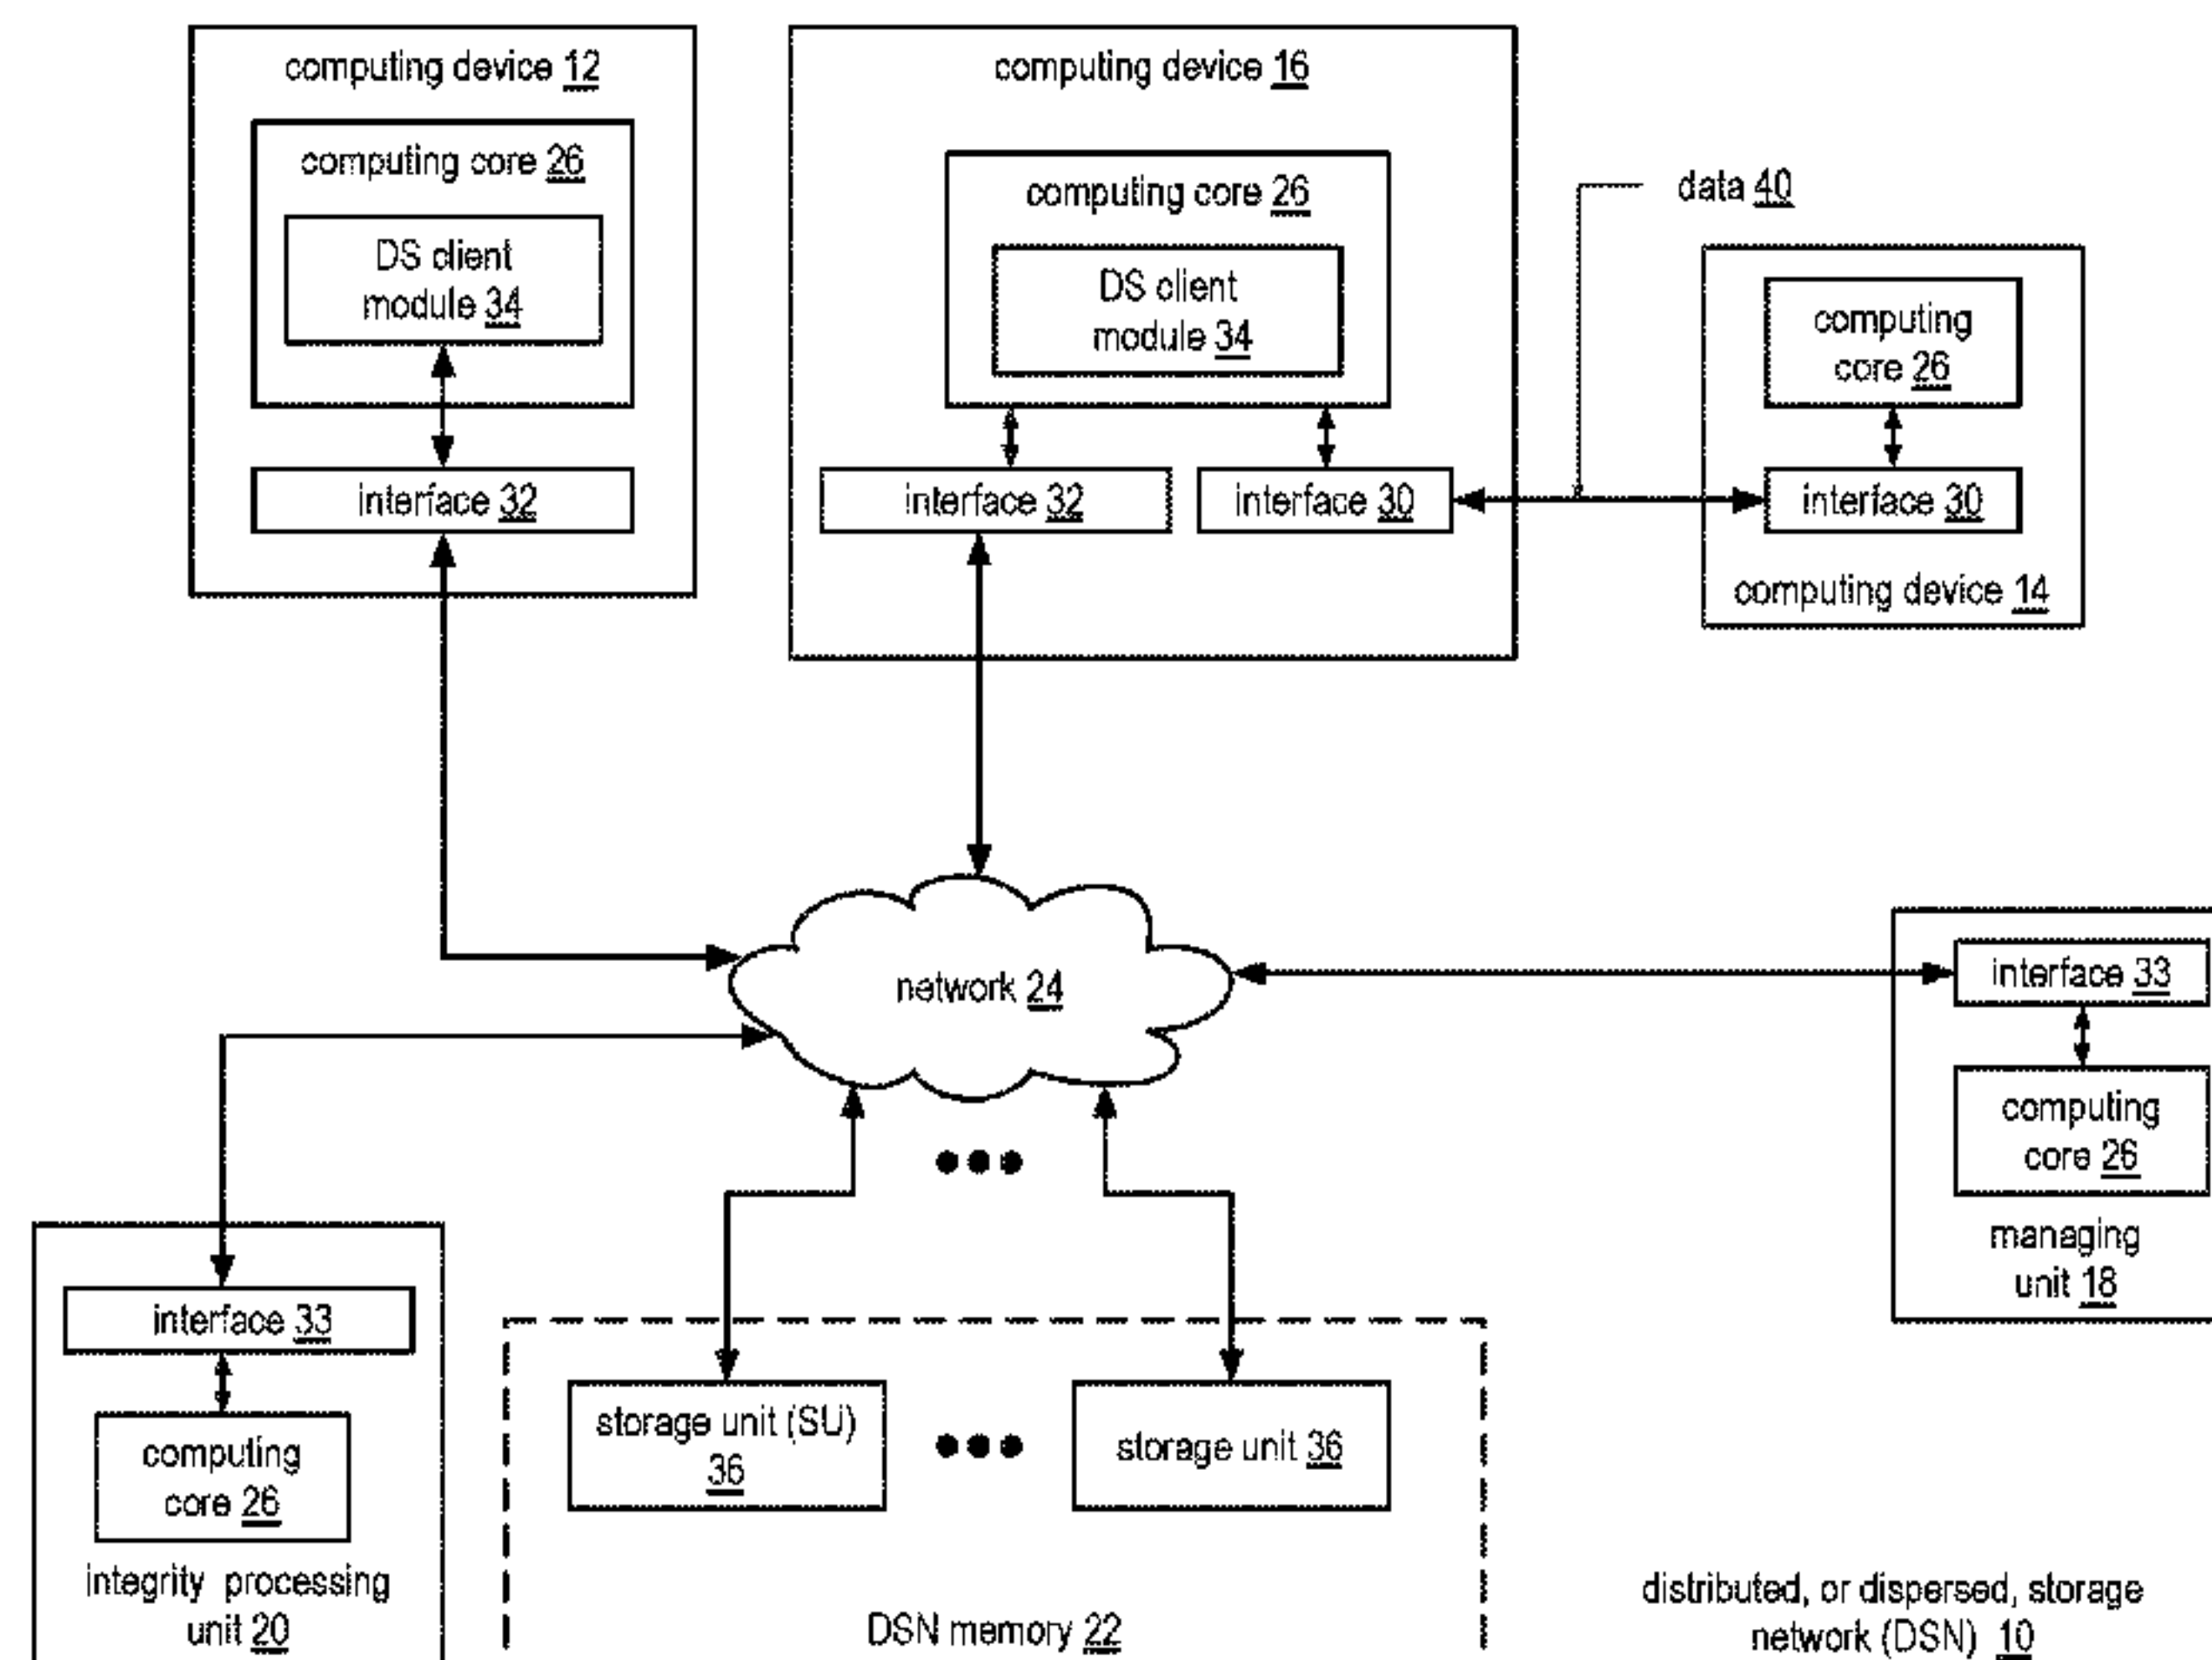 computing device 12
computing core 26
DS client
module 34
interface 32
computing device 16
computing core 26
DS client
module 34
interface 32
interface 30
data 40
computing
core 26
interface 30
computing device 14
network 24
interface 33
computing
core 26
managing
unit 18
interface 33
computing
core 26
integrity processing
unit 20
storage unit (SU)
36
storage unit 36
DSN memory 22
distributed, or dispersed, storage
network (DSN) 10